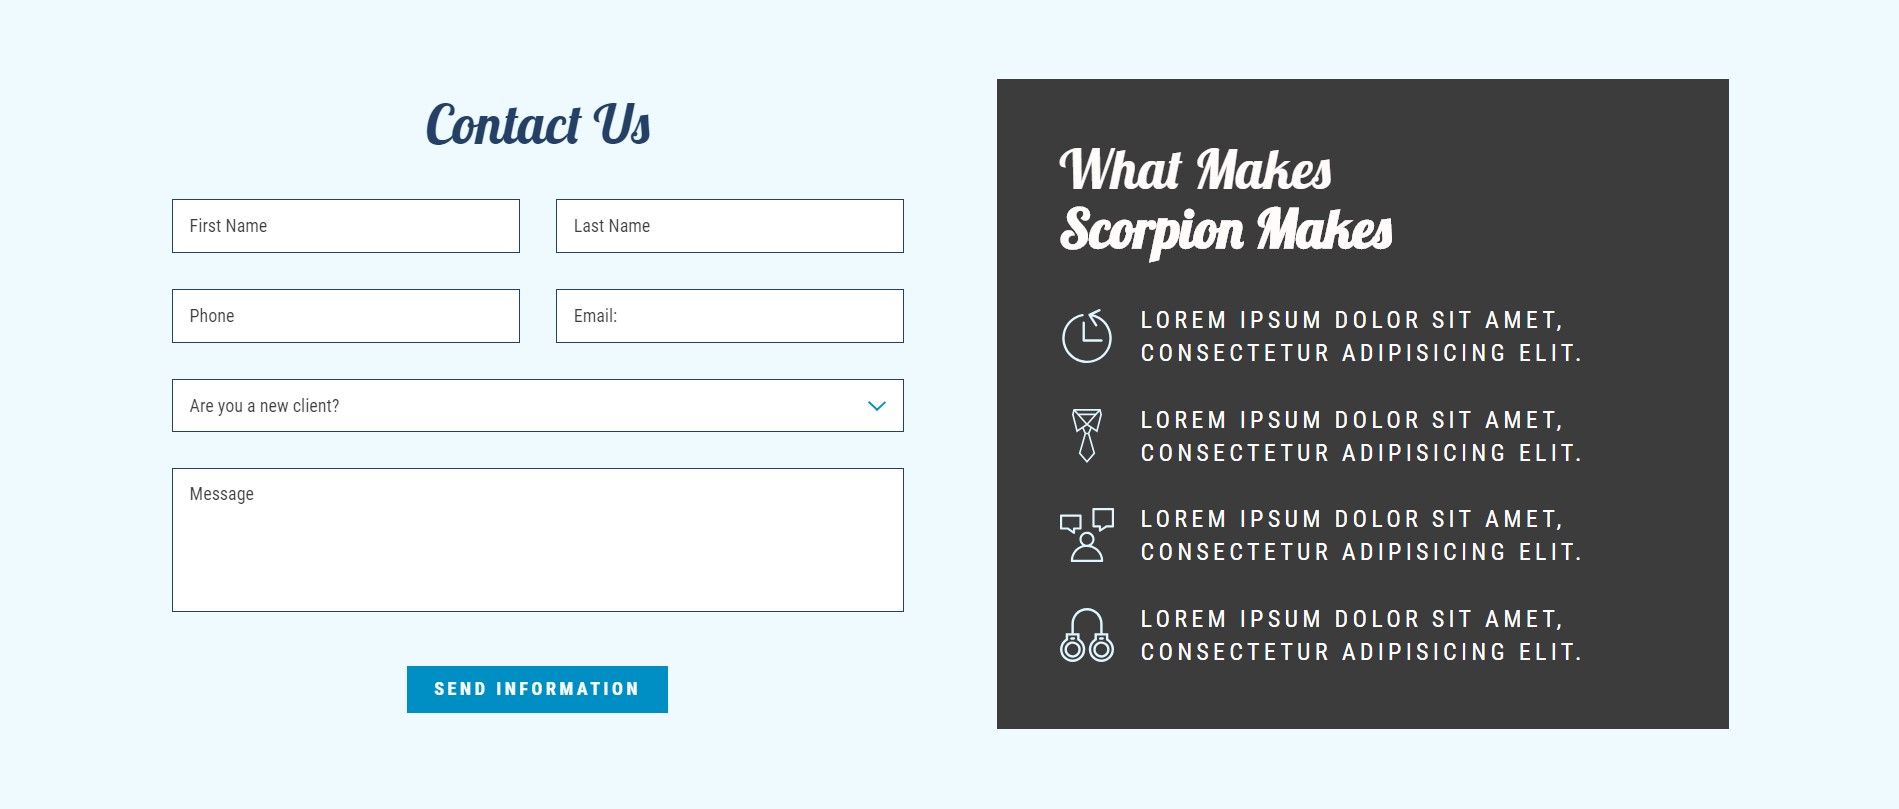 Contact Us
First Name
Last Name
Phone
Email:
Are you a new client?
Message
SEND INFORMATION
What Makes
Scorpion Makes
LOREM IPSUM DOLOR SIT AMET,
CONSECTETUR ADIPISICING ELIT.
LOREM IPSUM DOLOR SIT AMET,
CONSECTETUR ADIPISICING ELIT.
LOREM IPSUM DOLOR SIT AMET,
CONSECTETUR ADIPISICING ELIT.
LOREM IPSUM DOLOR SIT AMET,
CONSECTETUR ADIPISICING ELIT.